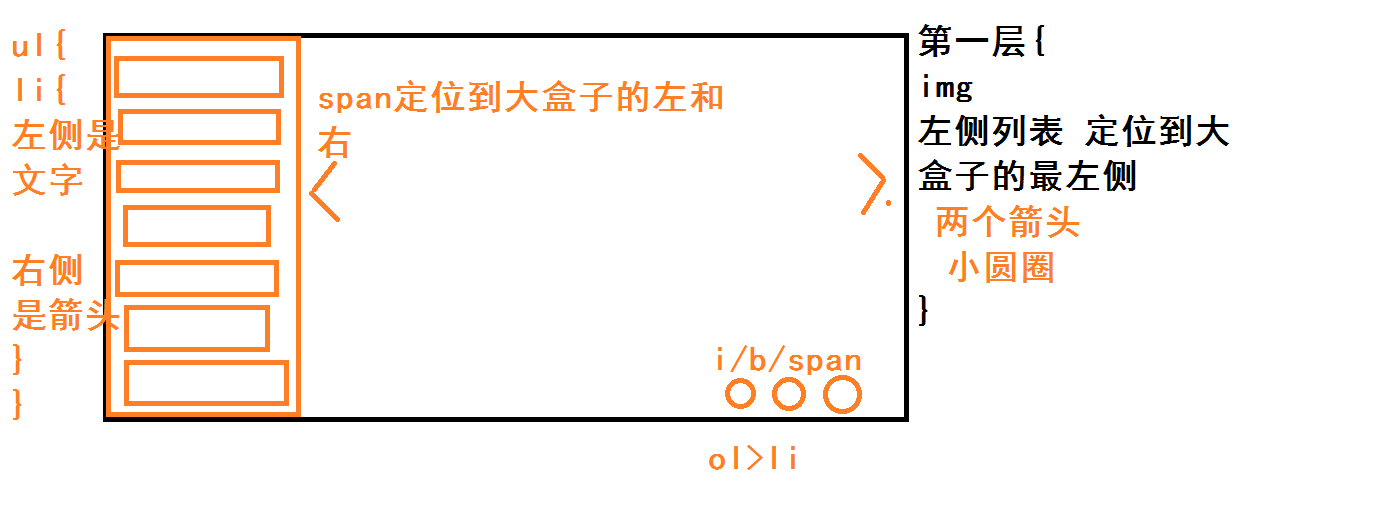 ul{
li{
左侧是
文字
右侧
是箭头
}
}
span定位到大盒子的左和
右
i/b/span
ol>li
第一层{
img
左侧列表 定位到大
盒子的最左侧
两个箭头
小圆圈
}